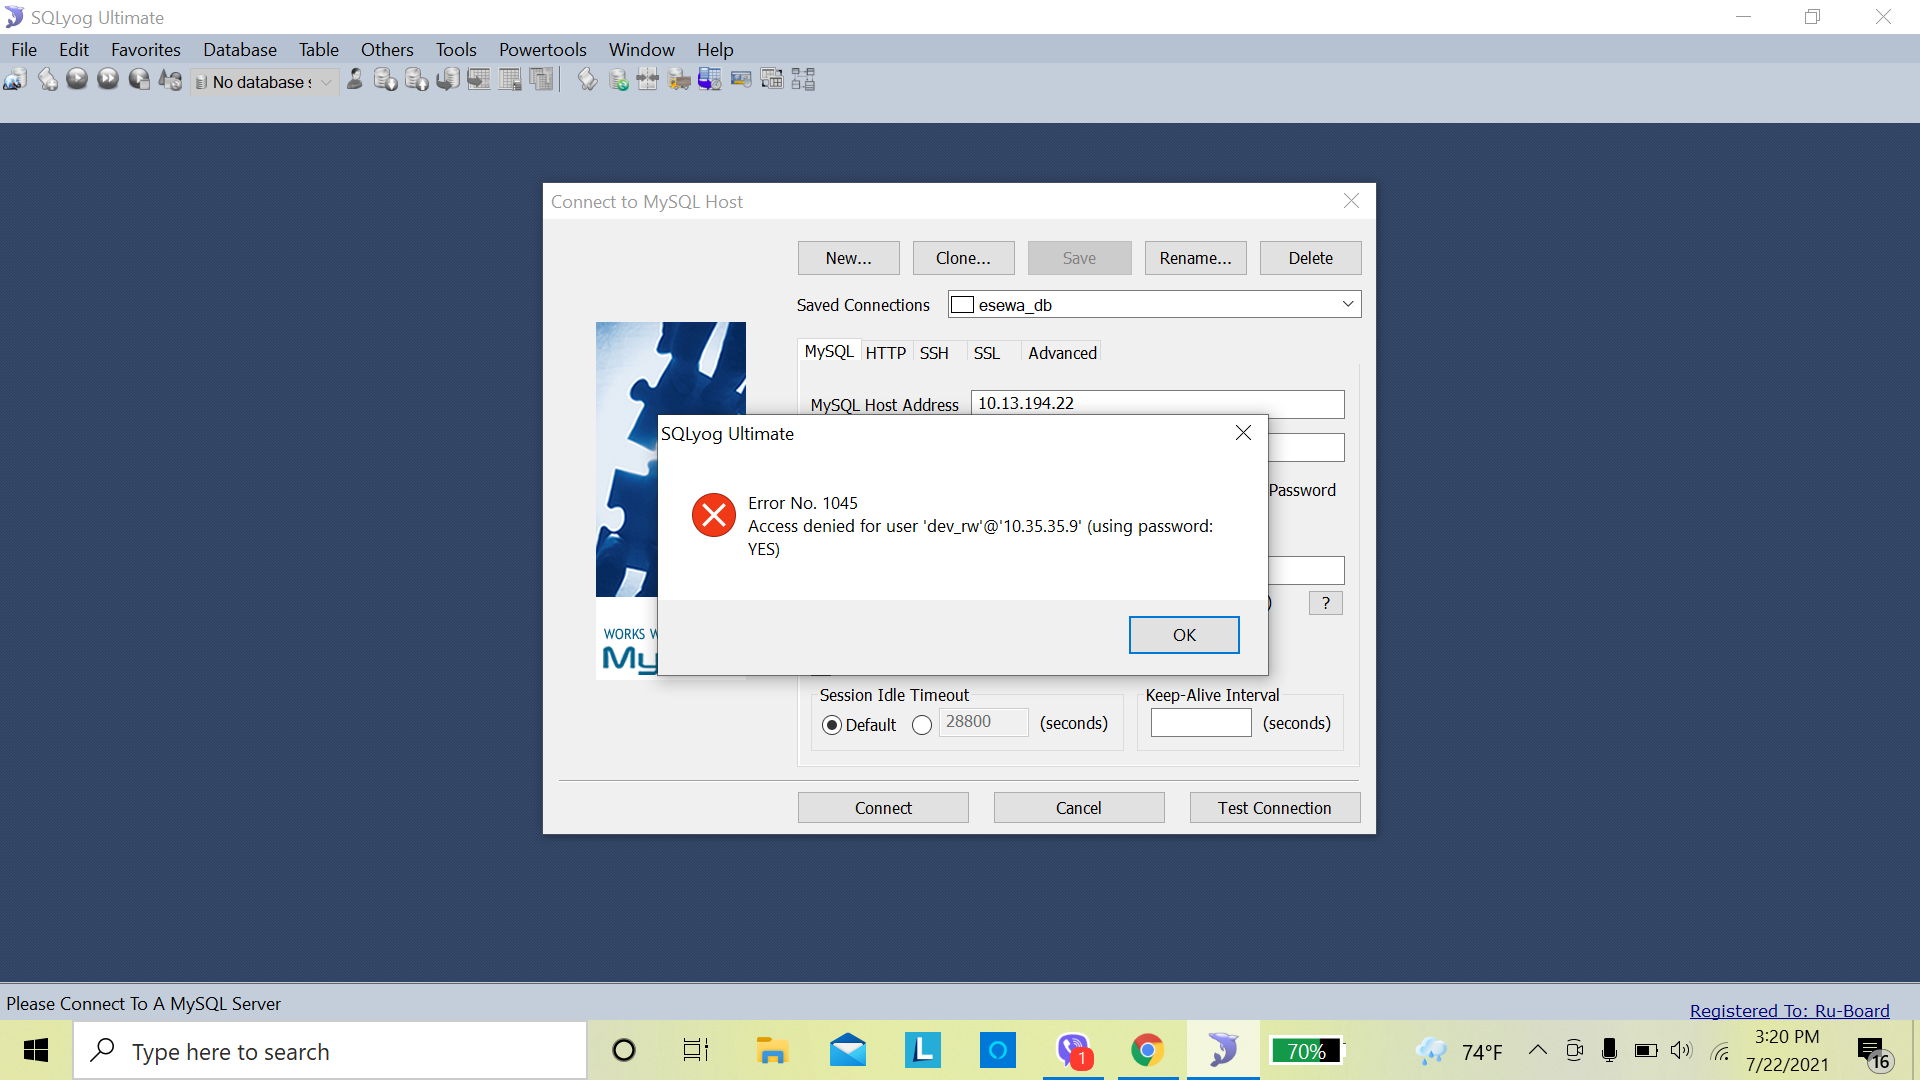 SQLyog Ultimate
File Edit Favorites Database Table Others Tools Powertools Window Help
No database s
Connect to MySQL Host
New... Clone... Save Rename... Delete
Saved Connections esewa_db
MySQL HTTP SSH SSL Advanced
MySQL Host Address 10.13.194.22
SQLyog Ultimate
Password
Error No. 1045
Access denied for user 'dev_rw'@'10.35.35.9' (using password:
YES)
) ?
OK
WORKS W
My
Session Idle Timeout Keep-Alive Interval
Default 28800 (seconds) (seconds)
Connect Cancel Test Connection
Please Connect To A MySQL Server
Registered To: Ru-Board
Type here to search
L
1
70%
74°F
3:20 PM
7/22/2021
16